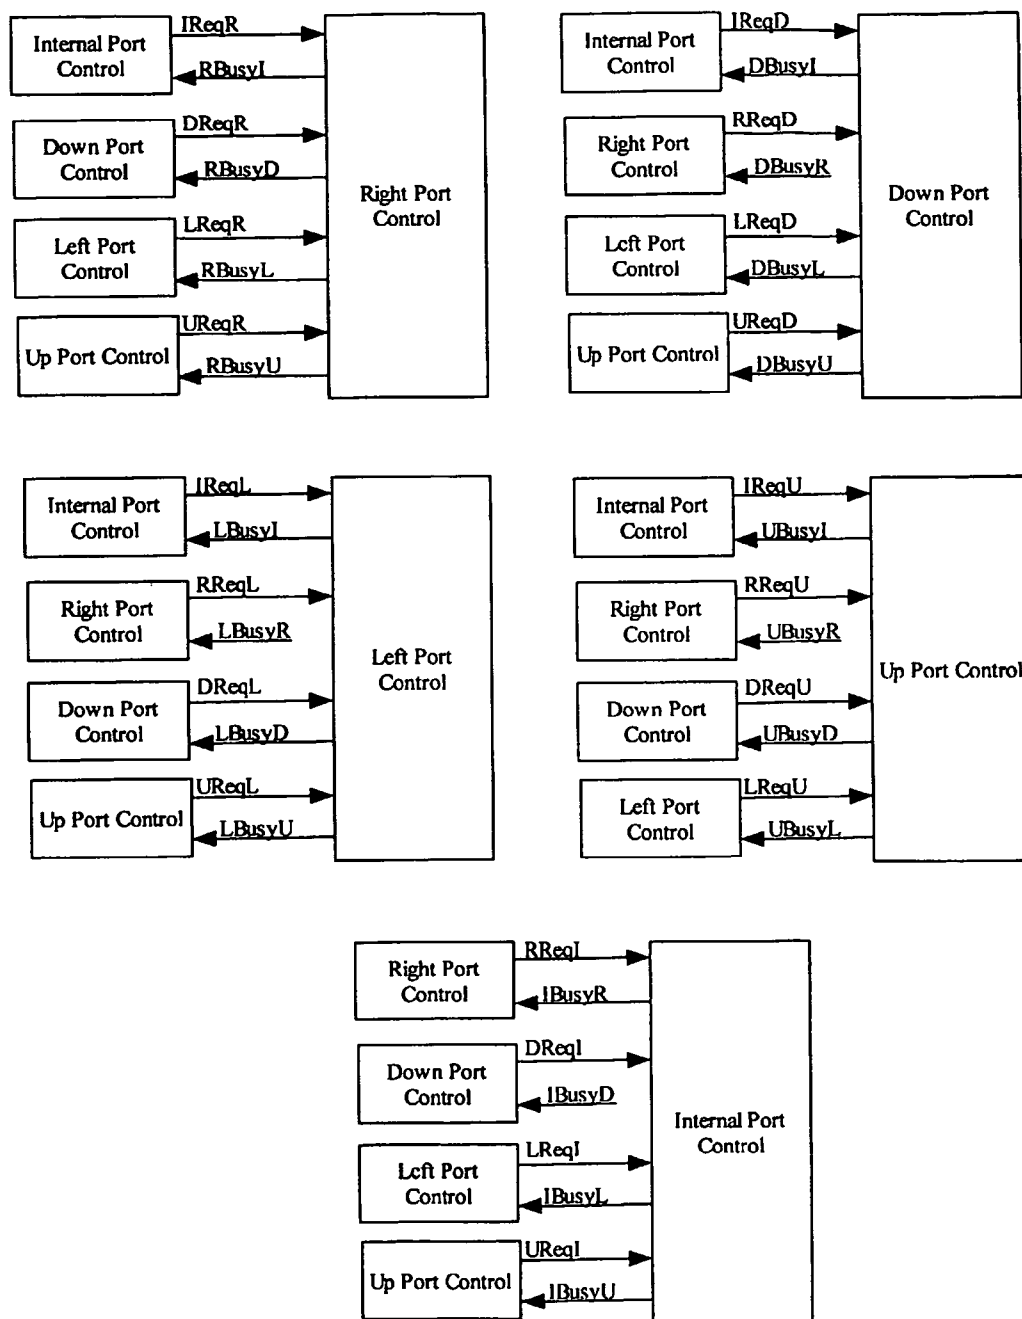 Internal Port
Control
IReqR
RBusyI
Down Port
Control
DReqR
RBusyD
Left Port
Control
LReqR
RBusyL
Up Port Control
UReqR
RBusyU
Right Port
Control
Internal Port
Control
IReqD
DBusyI
Right Port
Control
RReqD
DBusyR
Left Port
Control
LReqD
DBusyL
Up Port Control
UReqD
DBusyU
Down Port
Control
Internal Port
Control
IReqL
LBusyI
Right Port
Control
RReqL
LBusyR
Down Port
Control
DReqL
LBusyD
Up Port Control
UReqL
LBusyU
Left Port
Control
Internal Port
Control
IReqU
UBusyI
Right Port
Control
RReqU
UBusyR
Down Port
Control
DReqU
UBusyD
Left Port
Control
LReqU
UBusyL
Up Port Control
Right Port
Control
RReqI
IBusyR
Down Port
Control
DReqI
IBusyD
Left Port
Control
LReqI
IBusyL
Up Port Control
UReqI
IBusyU
Internal Port
Control